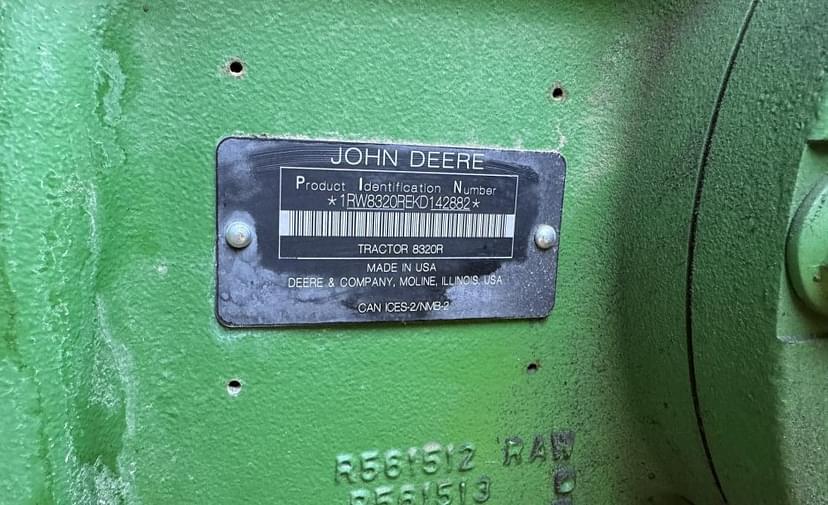 JOHN DEERE
Product Identification Number
*1RW8320REKD142882*
TRACTOR 8320R
MADE IN USA
DEERE & COMPANY, MOLINE, ILLINOIS USA
CAN ICES-2/NMB-2
R561512 RAW
R561513 D